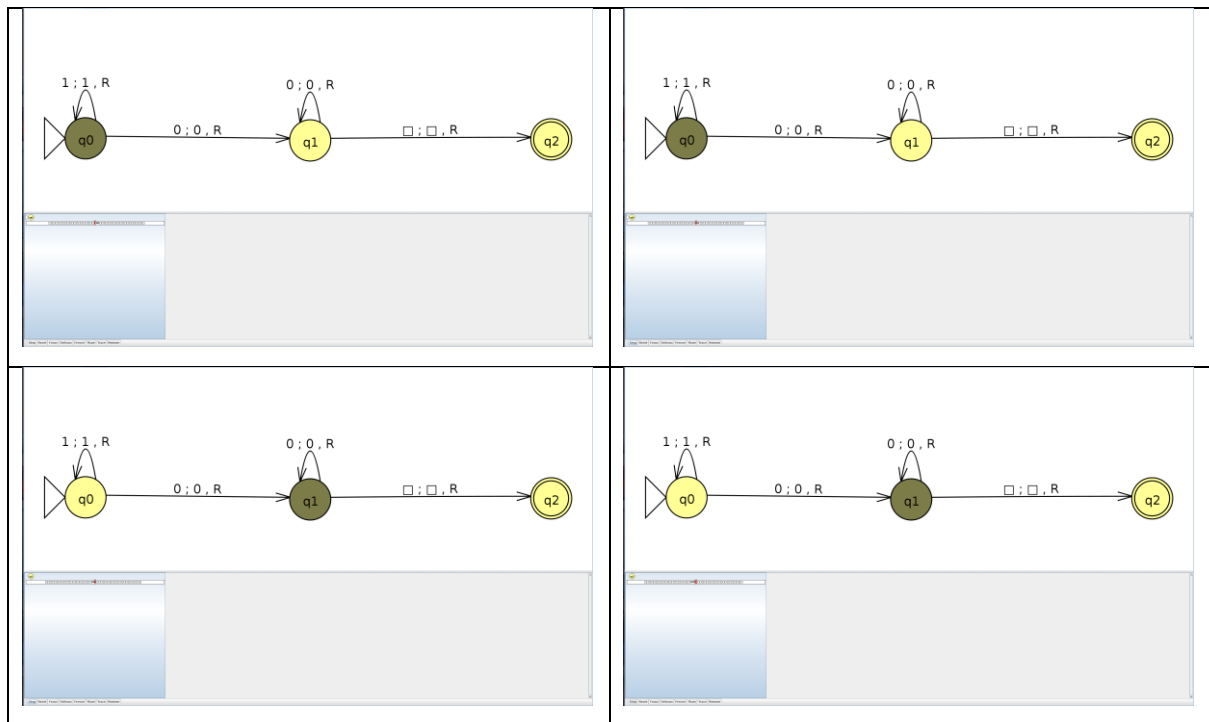 1 ; 1 , R
0 ; 0 , R
0 ; 0 , R
□ ; □ , R
q0
q1
q2
1 ; 1 , R
0 ; 0 , R
0 ; 0 , R
□ ; □ , R
q0
q1
q2
1 ; 1 , R
0 ; 0 , R
0 ; 0 , R
□ ; □ , R
q0
q1
q2
1 ; 1 , R
0 ; 0 , R
0 ; 0 , R
□ ; □ , R
q0
q1
q2